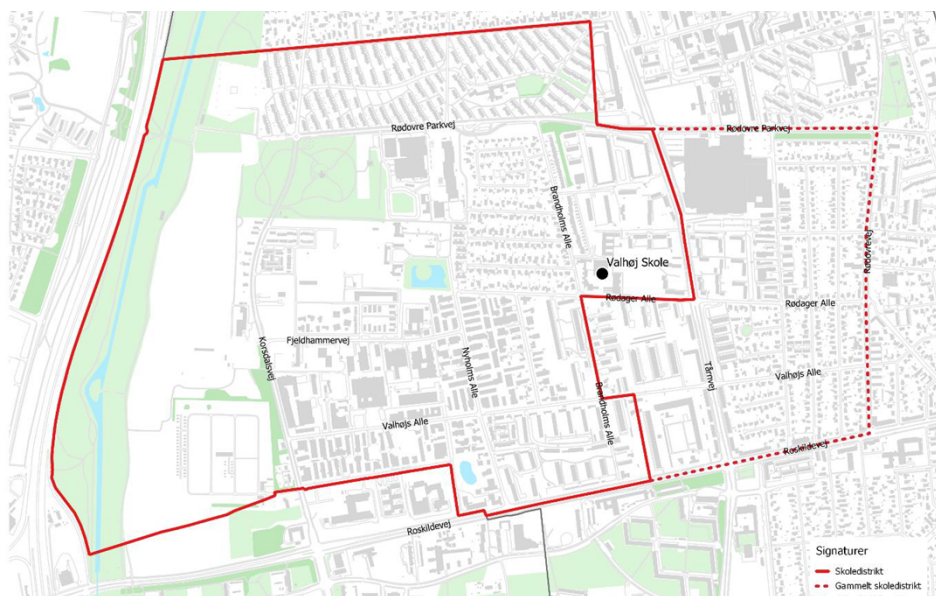 Rødovre Parkvej
Rødovre Parkvej
Brandholms Alle
Rødovrevej
Valhøj Skole
Rødager Alle
Rødager Alle
Korsdalsvej
Fjeldhammervej
Nyholms Alle
Tårnvej
Valhøjs Alle
Brandholms Alle
Valhøjs Alle
Roskildevej
Roskildevej
Signaturer
Skoledistrikt
Gammelt skoledistrikt